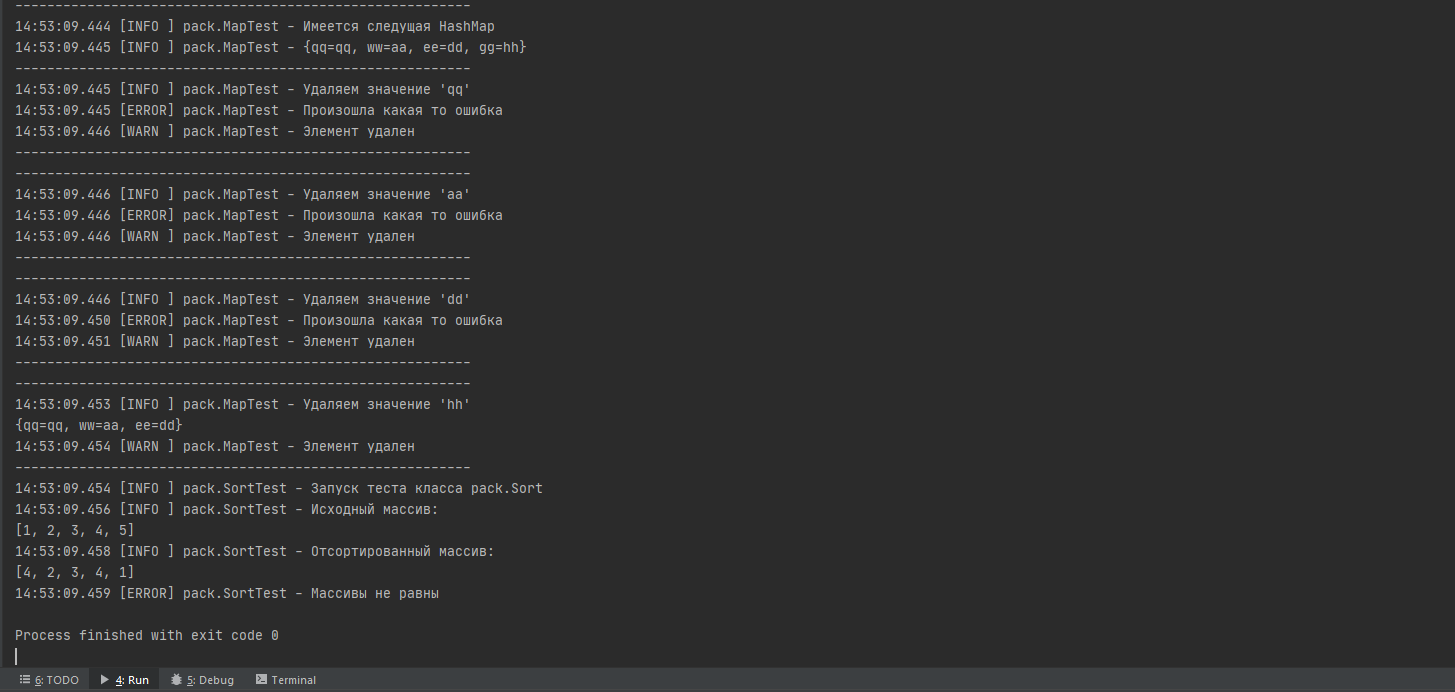 ---------------------------------------------------------
14:53:09.444 [INFO ] pack.MapTest - Имеется следущая HashMap
14:53:09.445 [INFO ] pack.MapTest - {qq=qq, ww=aa, ee=dd, gg=hh}
---------------------------------------------------------
14:53:09.445 [INFO ] pack.MapTest - Удаляем значение 'qq'
14:53:09.445 [ERROR] pack.MapTest - Произошла какая то ошибка
14:53:09.446 [WARN ] pack.MapTest - Элемент удален
---------------------------------------------------------
---------------------------------------------------------
14:53:09.446 [INFO ] pack.MapTest - Удаляем значение 'aa'
14:53:09.446 [ERROR] pack.MapTest - Произошла какая то ошибка
14:53:09.446 [WARN ] pack.MapTest - Элемент удален
---------------------------------------------------------
---------------------------------------------------------
14:53:09.446 [INFO ] pack.MapTest - Удаляем значение 'dd'
14:53:09.450 [ERROR] pack.MapTest - Произошла какая то ошибка
14:53:09.451 [WARN ] pack.MapTest - Элемент удален
---------------------------------------------------------
---------------------------------------------------------
14:53:09.453 [INFO ] pack.MapTest - Удаляем значение 'hh'
{qq=qq, ww=aa, ee=dd}
14:53:09.454 [WARN ] pack.MapTest - Элемент удален
---------------------------------------------------------
14:53:09.454 [INFO ] pack.SortTest - Запуск теста класса pack.Sort
14:53:09.456 [INFO ] pack.SortTest - Исходный массив:
[1, 2, 3, 4, 5]
14:53:09.458 [INFO ] pack.SortTest - Отсортированный массив:
[4, 2, 3, 4, 1]
14:53:09.459 [ERROR] pack.SortTest - Массивы не равны
Process finished with exit code 0
6: TODO 4: Run 5: Debug Terminal